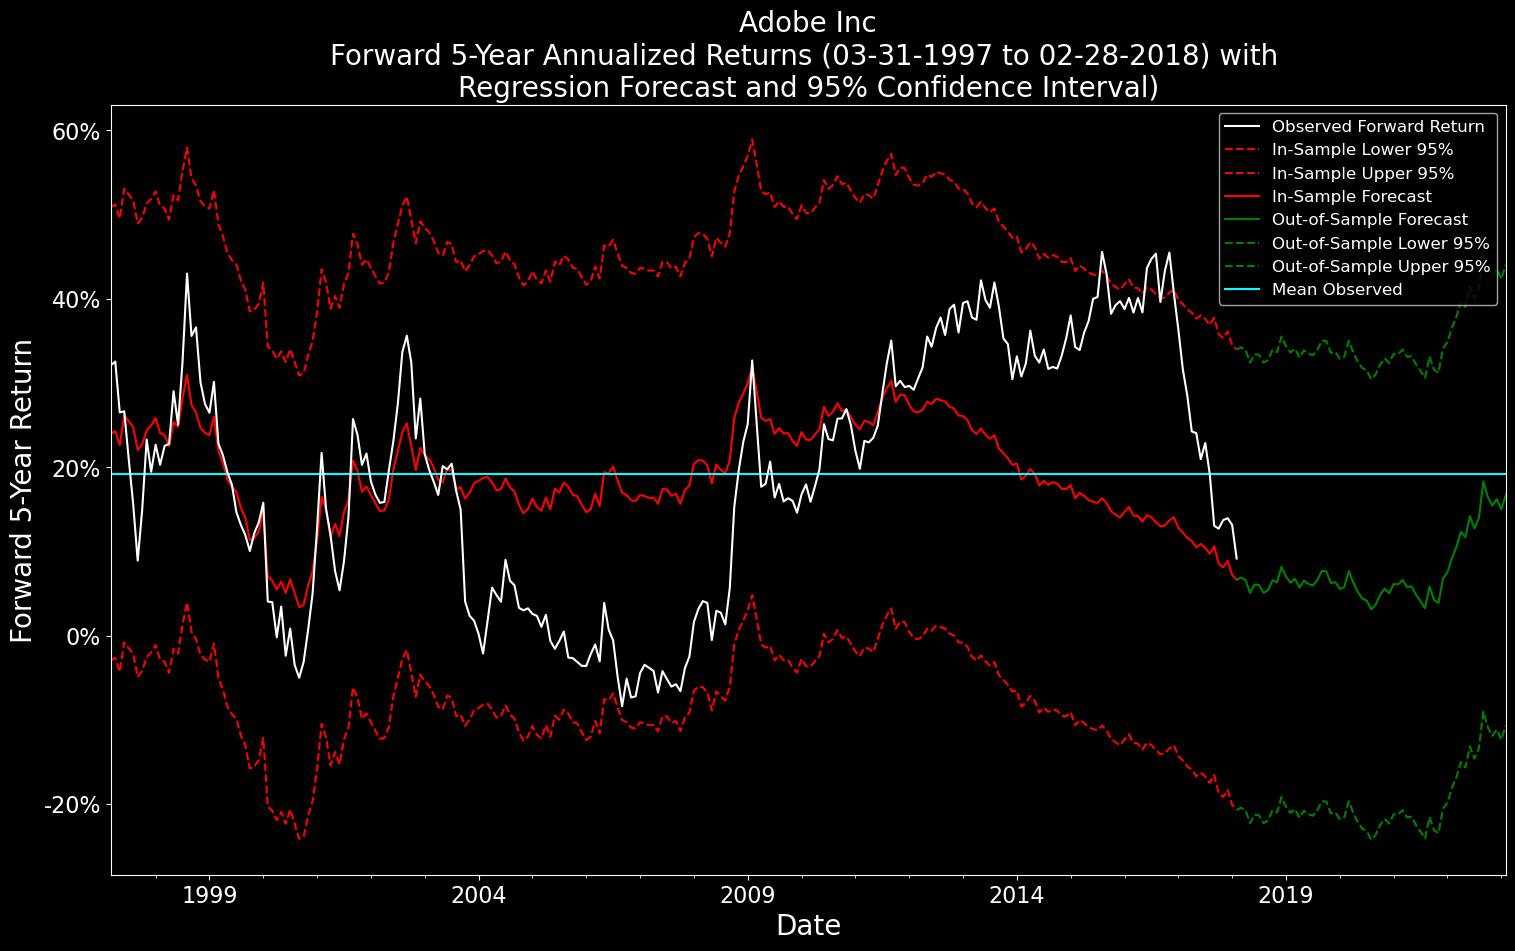 Adobe Inc
Forward 5-Year Annualized Returns (03-31-1997 to 02-28-2018) with
Regression Forecast and 95% Confidence Interval)
Forward 5-Year Return
60%
40%
20%
0%
-20%
Observed Forward Return
In-Sample Lower 95%
In-Sample Upper 95%
In-Sample Forecast
Out-of-Sample Forecast
Out-of-Sample Lower 95%
Out-of-Sample Upper 95%
Mean Observed
1999 2004 2009 2014 2019
Date